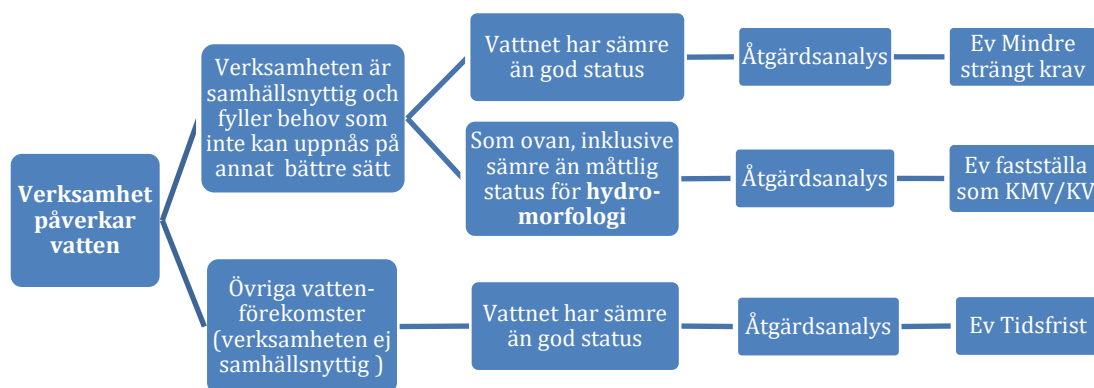 Verksamhet
påverkar
vatten
Verksamheten är
samhällsnyttig och
fyller behov som
inte kan uppnås på
annat bättre sätt
Vattnet har sämre
än god status
Åtgärdsanalys
Ev Mindre
strängt krav
Som ovan, inklusive
sämre än måttlig
status för hydro-
morfologi
Åtgärdsanalys
Ev fastställa
som KMV/KV
Övriga vatten-
förekomster
(verksamheten ej
samhällsnyttig )
Vattnet har sämre
än god status
Åtgärdsanalys
Ev Tidsfrist